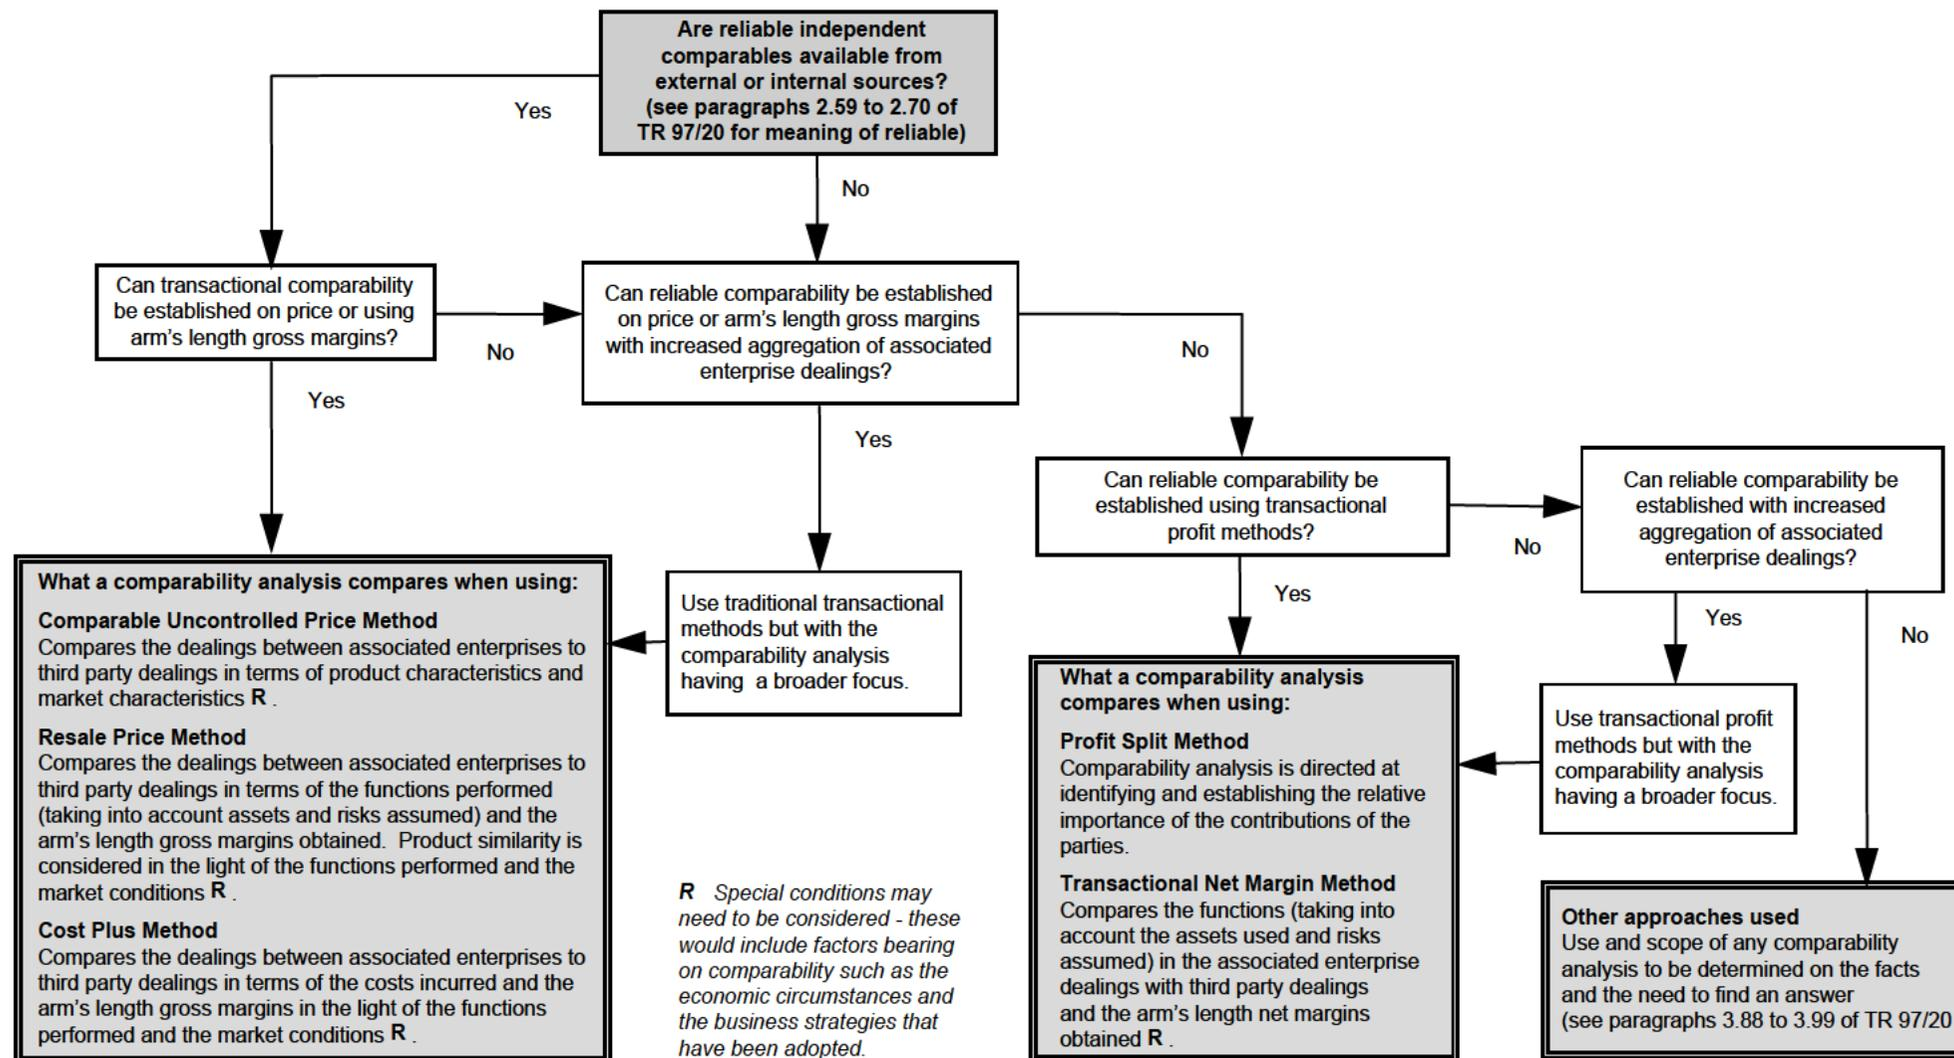 Are reliable independent
comparables available from
external or internal sources?
(see paragraphs 2.59 to 2.70 of
TR 97/20 for meaning of reliable)
Yes
No
Can transactional comparability
be established on price or using
arm's length gross margins?
No
Yes
Can reliable comparability be established
on price or arm's length gross margins
with increased aggregation of associated
enterprise dealings?
No
Yes
Can reliable comparability be
established using transactional
profit methods?
No
Yes
Can reliable comparability be
established with increased
aggregation of associated
enterprise dealings?
Yes
No
What a comparability analysis compares when using:
Comparable Uncontrolled Price Method
Compares the dealings between associated enterprises to
third party dealings in terms of product characteristics and
market characteristics R .
Resale Price Method
Compares the dealings between associated enterprises to
third party dealings in terms of the functions performed
(taking into account assets and risks assumed) and the
arm's length gross margins obtained. Product similarity is
considered in the light of the functions performed and the
market conditions R .
Cost Plus Method
Compares the dealings between associated enterprises to
third party dealings in terms of the costs incurred and the
arm's length gross margins in the light of the functions
performed and the market conditions R .
Use traditional transactional
methods but with the
comparability analysis
having a broader focus.
R Special conditions may
need to be considered - these
would include factors bearing
on comparability such as the
economic circumstances and
the business strategies that
have been adopted.
What a comparability analysis
compares when using:
Profit Split Method
Comparability analysis is directed at
identifying and establishing the relative
importance of the contributions of the
parties.
Transactional Net Margin Method
Compares the functions (taking into
account the assets used and risks
assumed) in the associated enterprise
dealings with third party dealings
and the arm's length net margins
obtained R .
Use transactional profit
methods but with the
comparability analysis
having a broader focus.
Other approaches used
Use and scope of any comparability
analysis to be determined on the facts
and the need to find an answer
(see paragraphs 3.88 to 3.99 of TR 97/20